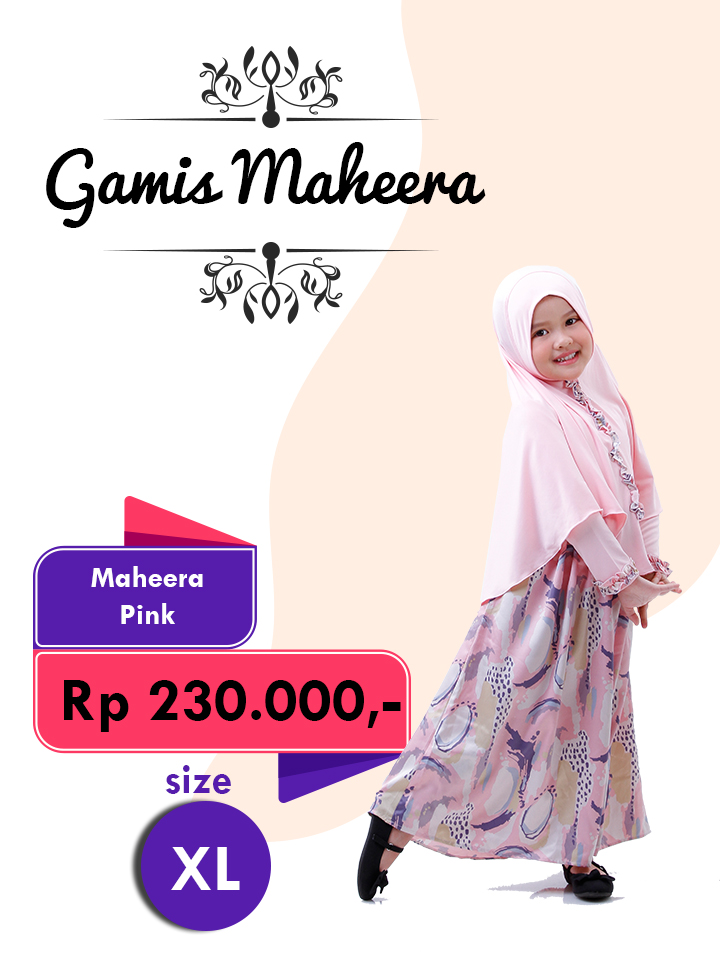 Gamis Maheera
Maheera
Pink
Rp 230.000,-
size
XL